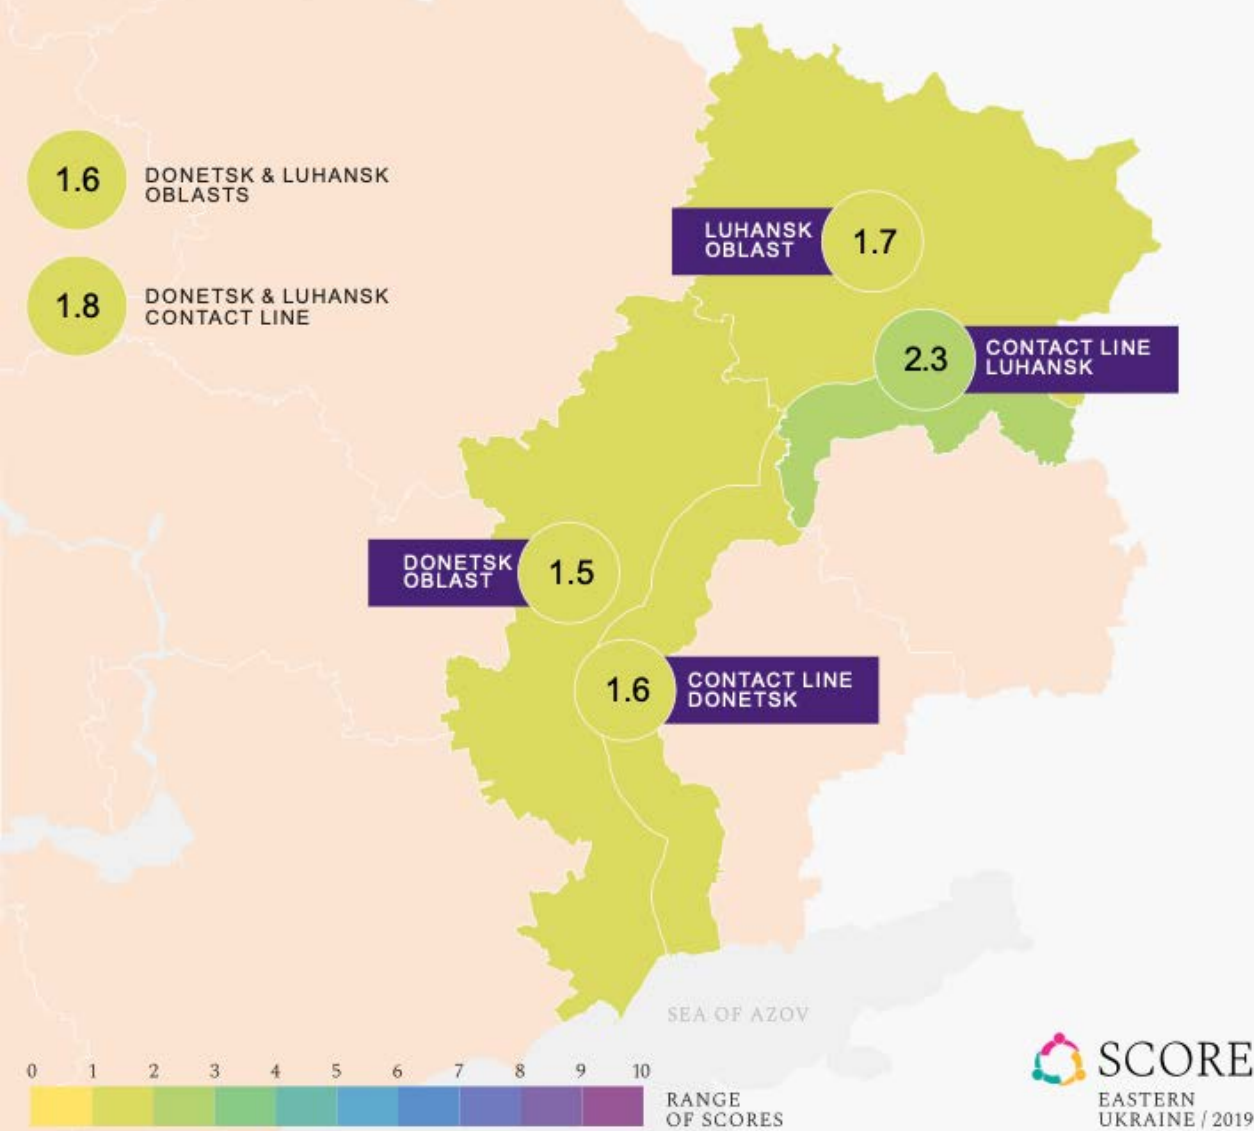 1.6
DONETSK & LUHANSK
OBLASTS
1.8
DONETSK & LUHANSK
CONTACT LINE
LUHANSK
OBLAST
1.7
2.3
CONTACT LINE
LUHANSK
DONETSK
OBLAST
1.5
1.6
CONTACT LINE
DONETSK
SEA OF AZOV
0 1 2 3 4 5 6 7 8 9 10
RANGE
OF SCORES
SCORE
EASTERN
UKRAINE / 2019